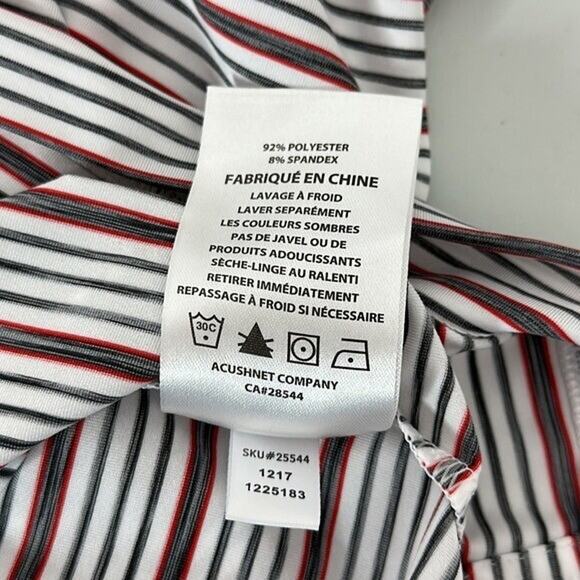 92% POLYESTER
8% SPANDEX
FABRIQUÉ EN CHINE
LAVAGE À FROID
LAVER SEPARÉMENT
LES COULEURS SOMBRES
PAS DE JAVEL OU DE
PRODUITS ADOUCISSANTS
SÈCHE-LINGE AU RALENTI
RETIRER IMMÉDIATEMENT
REPASSAGE À FROID SI NÉCESSAIRE
30C
ACUSHNET COMPANY
CA#28544
SKU#25544
1217
1225183